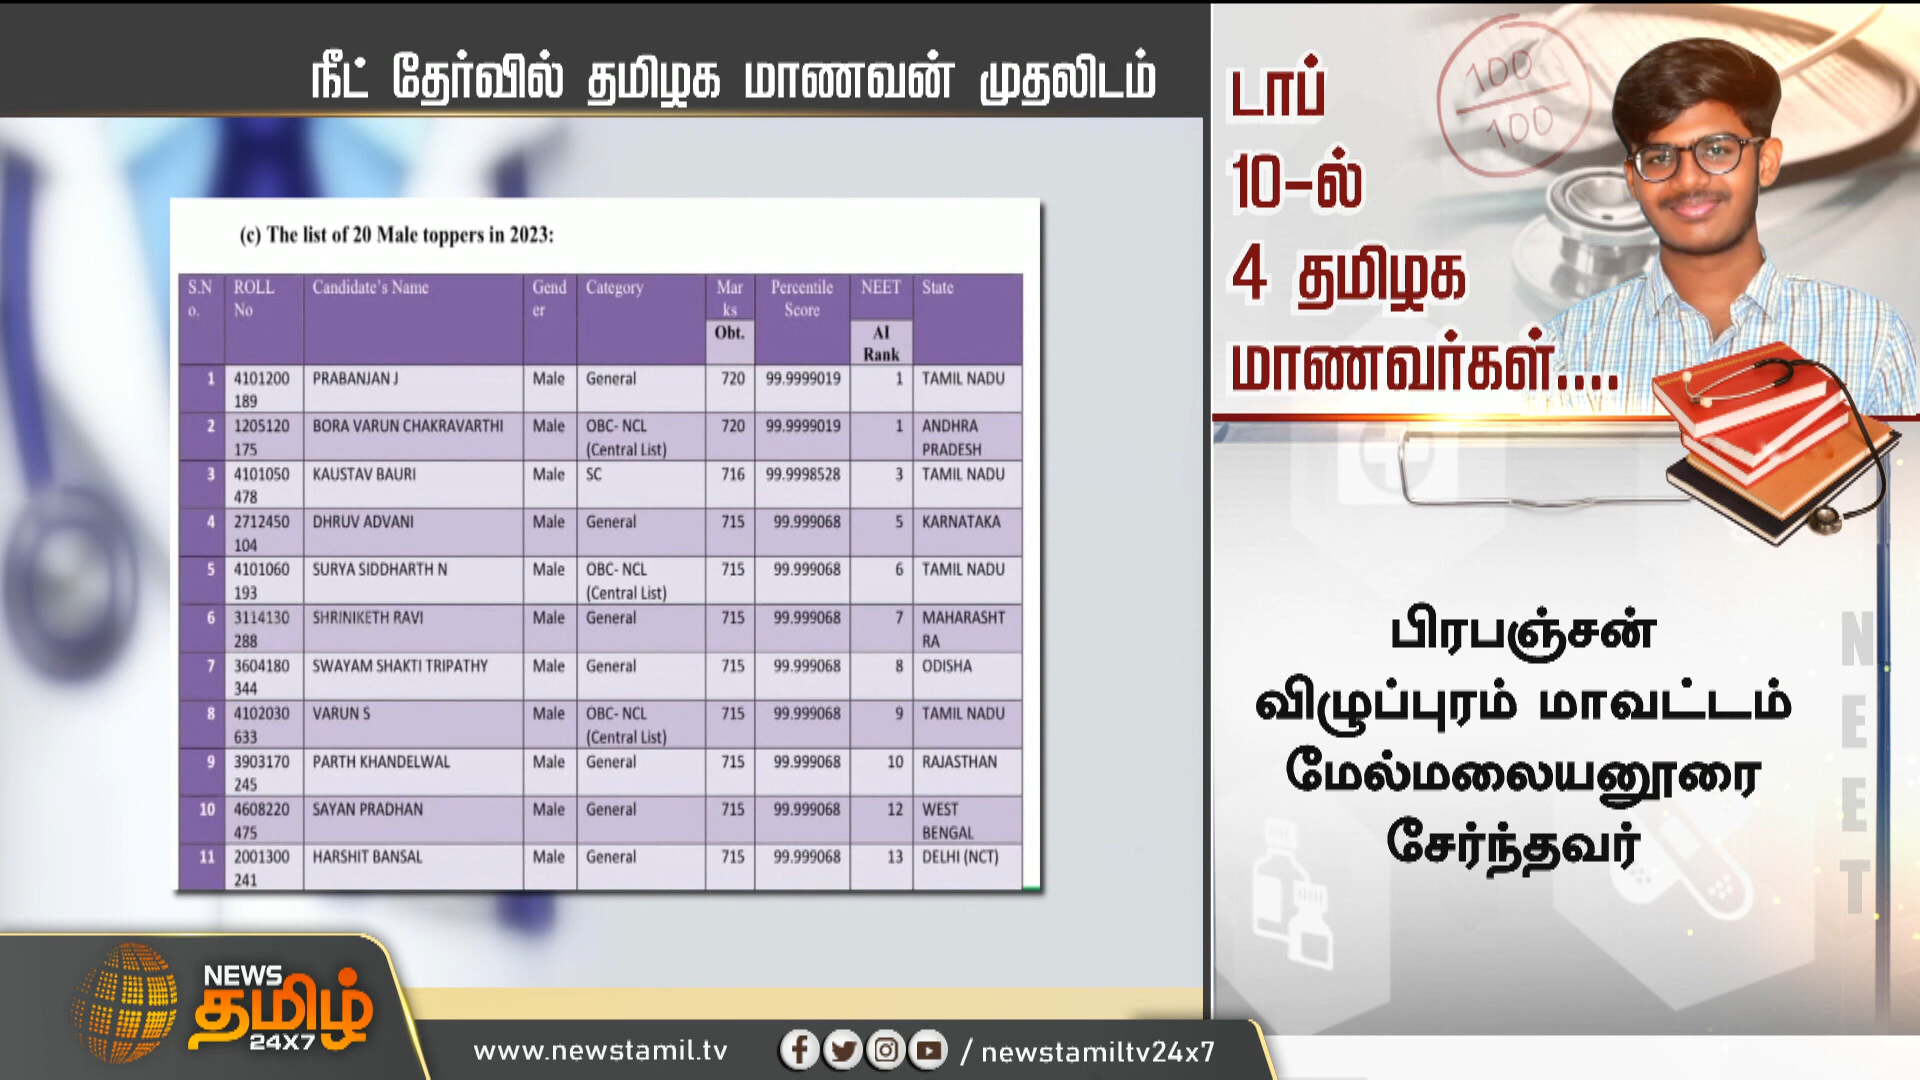 நீட் தேர்வில் தமிழக மாணவன் முதலிடம்
(c) The list of 20 Male toppers in 2023:
S.No. ROLL No Candidate's Name Gender Category Marks Percentile Score NEET State
Obt. AI Rank
1 4101200189 PRABANJAN J Male General 720 99.9999019 1 TAMIL NADU
2 1205120175 BORA VARUN CHAKRAVARTHI Male OBC- NCL (Central List) 720 99.9999019 1 ANDHRA PRADESH
3 4101050478 KAUSTAV BAURI Male SC 716 99.9998528 3 TAMIL NADU
4 2712450104 DHRUV ADVANI Male General 715 99.999068 5 KARNATAKA
5 4101060193 SURYA SIDDHARTH N Male OBC- NCL (Central List) 715 99.999068 6 TAMIL NADU
6 3114130288 SHRINIKETH RAVI Male General 715 99.999068 7 MAHARASHTRA
7 3604180344 SWAYAM SHAKTI TRIPATHY Male General 715 99.999068 8 ODISHA
8 4102030633 VARUN S Male OBC- NCL (Central List) 715 99.999068 9 TAMIL NADU
9 3903170245 PARTH KHANDELWAL Male General 715 99.999068 10 RAJASTHAN
10 4608220475 SAYAN PRADHAN Male General 715 99.999068 12 WEST BENGAL
11 2001300241 HARSHIT BANSAL Male General 715 99.999068 13 DELHI (NCT)
டாப்
10-ல்
4 தமிழக
மாணவர்கள்....
100
100
பிரபஞ்சன்
விழுப்புரம் மாவட்டம்
மேல்மலையனூரை
சேர்ந்தவர்
NEET
NEWS
தமிழ்
24X7
www.newstamil.tv
/ newstamiltv24x7